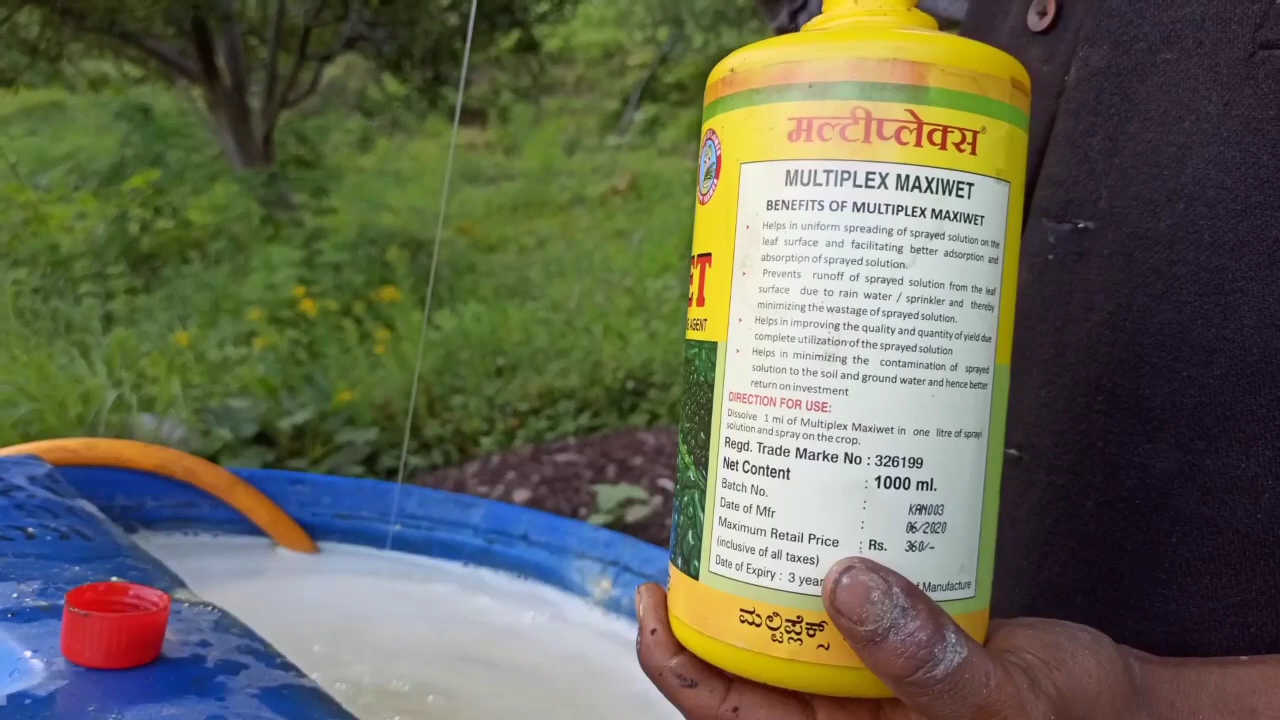 मल्टीप्लेक्स®
MULTIPLEX MAXIWET
BENEFITS OF MULTIPLEX MAXIWET
Helps in uniform spreading of sprayed solution on the
leaf surface and facilitating better adsorption and
absorption of sprayed solution.
Prevents runoff of sprayed solution from the leaf
surface due to rain water / sprinkler and thereby
minimizing the wastage of sprayed solution.
Helps in improving the quality and quantity of yield due
complete utilization of the sprayed solution
Helps in minimizing the contamination of sprayed
solution to the soil and ground water and hence better
return on investment
DIRECTION FOR USE:
Dissolve 1 ml of Multiplex Maxiwet in one litre of spray
solution and spray on the crop.
Regd. Trade Marke No : 326199
Net Content : 1000 ml.
Batch No. : KAN003
Date of Mfr : 06/2020
Maximum Retail Price : Rs. 360/-
(inclusive of all taxes)
Date of Expiry : 3 year of Manufacture
ಮಲ್ಟಿಪ್ಲೆಕ್ಸ್
ET
AGENT